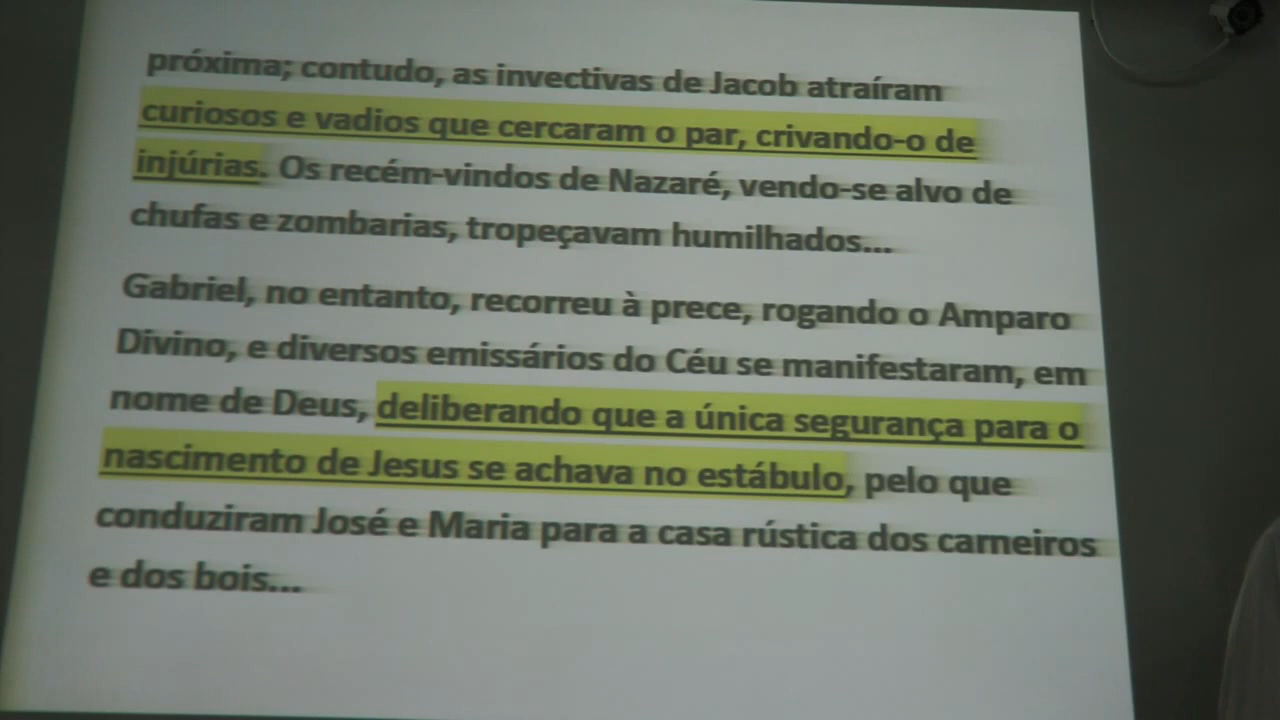 próxima; contudo, as invectivas de Jacob atraíram
curiosos e vadios que cercaram o par, crivando-o de
injúrias. Os recém-vindos de Nazaré, vendo-se alvo de
chufas e zombarias, tropeçavam humilhados...
Gabriel, no entanto, recorreu à prece, rogando o Amparo
Divino, e diversos emissários do Céu se manifestaram, em
nome de Deus, deliberando que a única segurança para o
nascimento de Jesus se achava no estábulo, pelo que
conduziram José e Maria para a casa rústica dos carneiros
e dos bois...